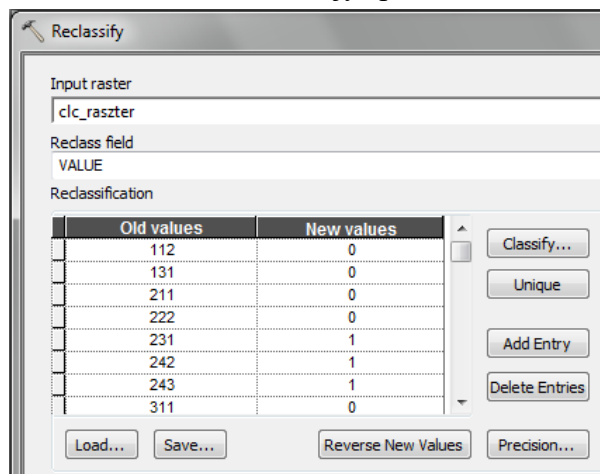 Reclassify
Input raster
clc_raszter
Reclass field
VALUE
Reclassification
Old values New values
112 0
131 0
211 0
222 0
231 1
242 1
243 1
311 0
Classify...
Unique
Add Entry
Delete Entries
Load... Save... Reverse New Values Precision...